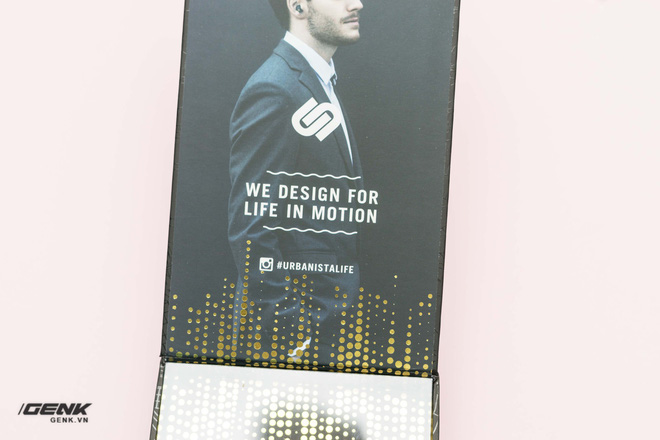 WE DESIGN FOR
LIFE IN MOTION
#URBANISTALIFE
GENK
GENK.VN